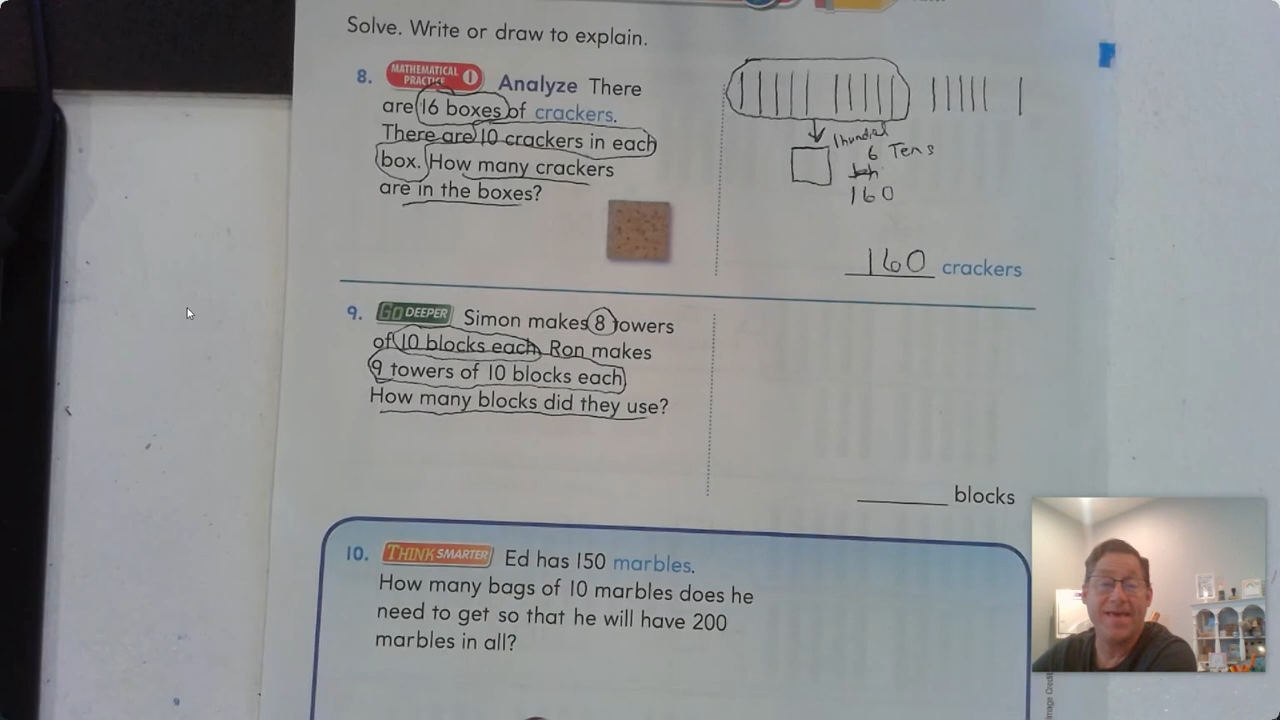 Solve. Write or draw to explain.
8. MATHEMATICAL PRACTICE 1 Analyze There
are 16 boxes of crackers.
There are 10 crackers in each
box. How many crackers
are in the boxes?
1 hundred
6 Tens
160
160 crackers
9. GO DEEPER Simon makes 8 towers
of 10 blocks each. Ron makes
9 towers of 10 blocks each.
How many blocks did they use?
blocks
10. THINK SMARTER Ed has 150 marbles.
How many bags of 10 marbles does he
need to get so that he will have 200
marbles in all?